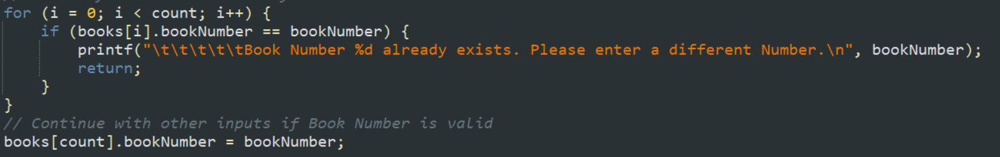 for (i = 0; i < count; i++) {
    if (books[i].bookNumber == bookNumber) {
        printf("\t\t\t\t\tBook Number %d already exists. Please enter a different Number.\n", bookNumber);
        return;
    }
}
// Continue with other inputs if Book Number is valid
books[count].bookNumber = bookNumber;